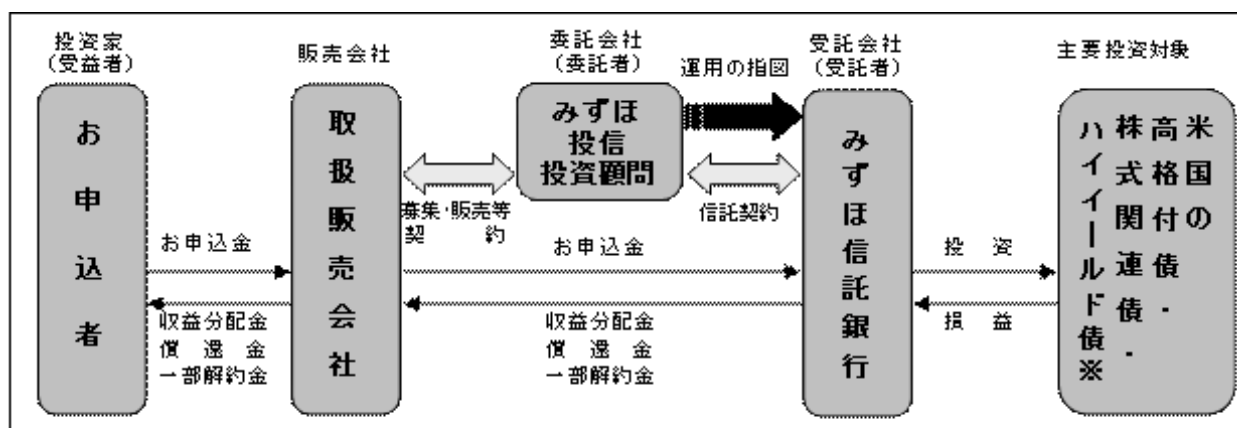 投資家
(受益者)
販売会社
委託会社
(委託者)
受託会社
(受託者)
主要投資対象
お申込者
取扱販売会社
みずほ
投信
投資顧問
運用の指図
みずほ信託銀行
米国の
高格付債・
株式関連債・
ハイイールド債※
募集・販売等
契約
信託契約
お申込金
お申込金
投資
収益分配金
償還金
一部解約金
収益分配金
償還金
一部解約金
損益